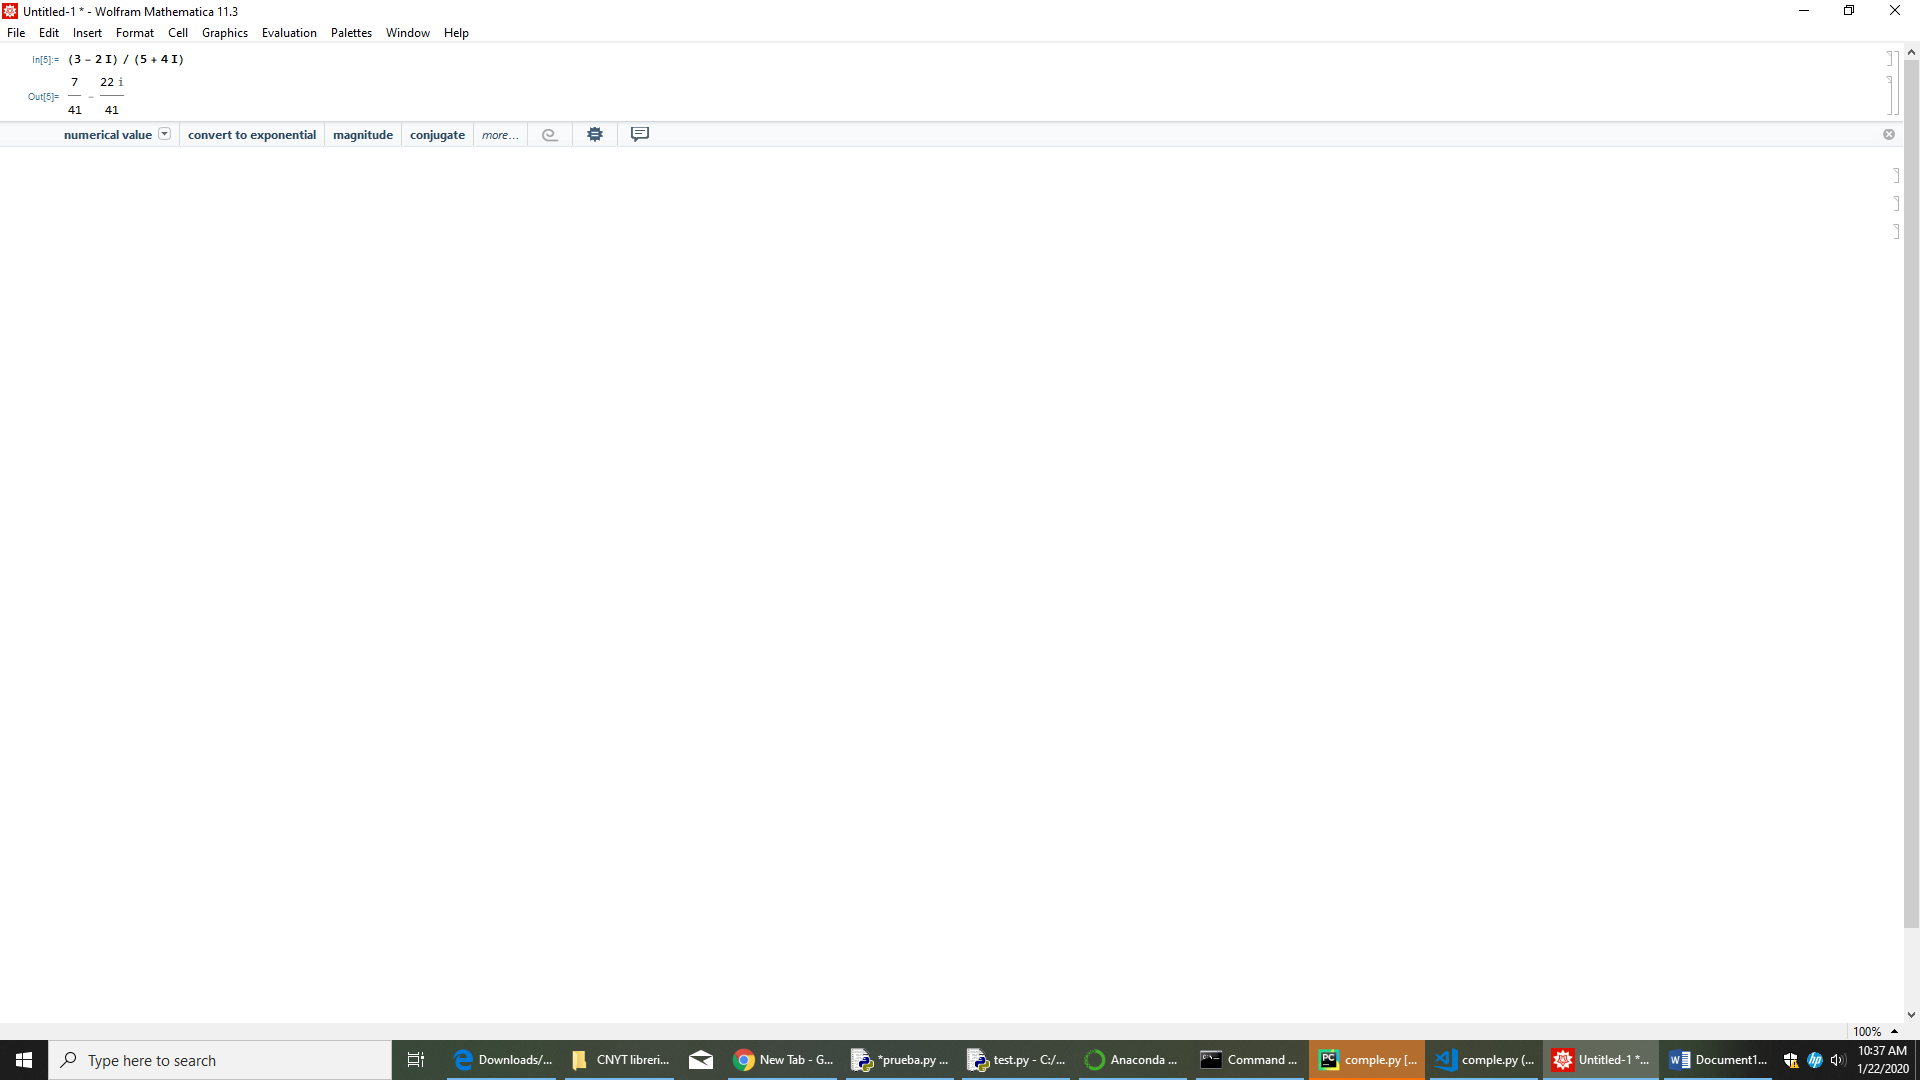 Untitled-1 * - Wolfram Mathematica 11.3
File Edit Insert Format Cell Graphics Evaluation Palettes Window Help
In[5]:= (3 - 2 I) / (5 + 4 I)
Out[5]= 7/41 - 22 i/41
numerical value convert to exponential magnitude conjugate more...
100%
Type here to search
Downloads/...
CNYT libreri...
New Tab - G...
*prueba.py ...
test.py - C:/...
Anaconda ...
Command ...
comple.py [...
comple.py (...
Untitled-1 *...
Document1...
10:37 AM
1/22/2020